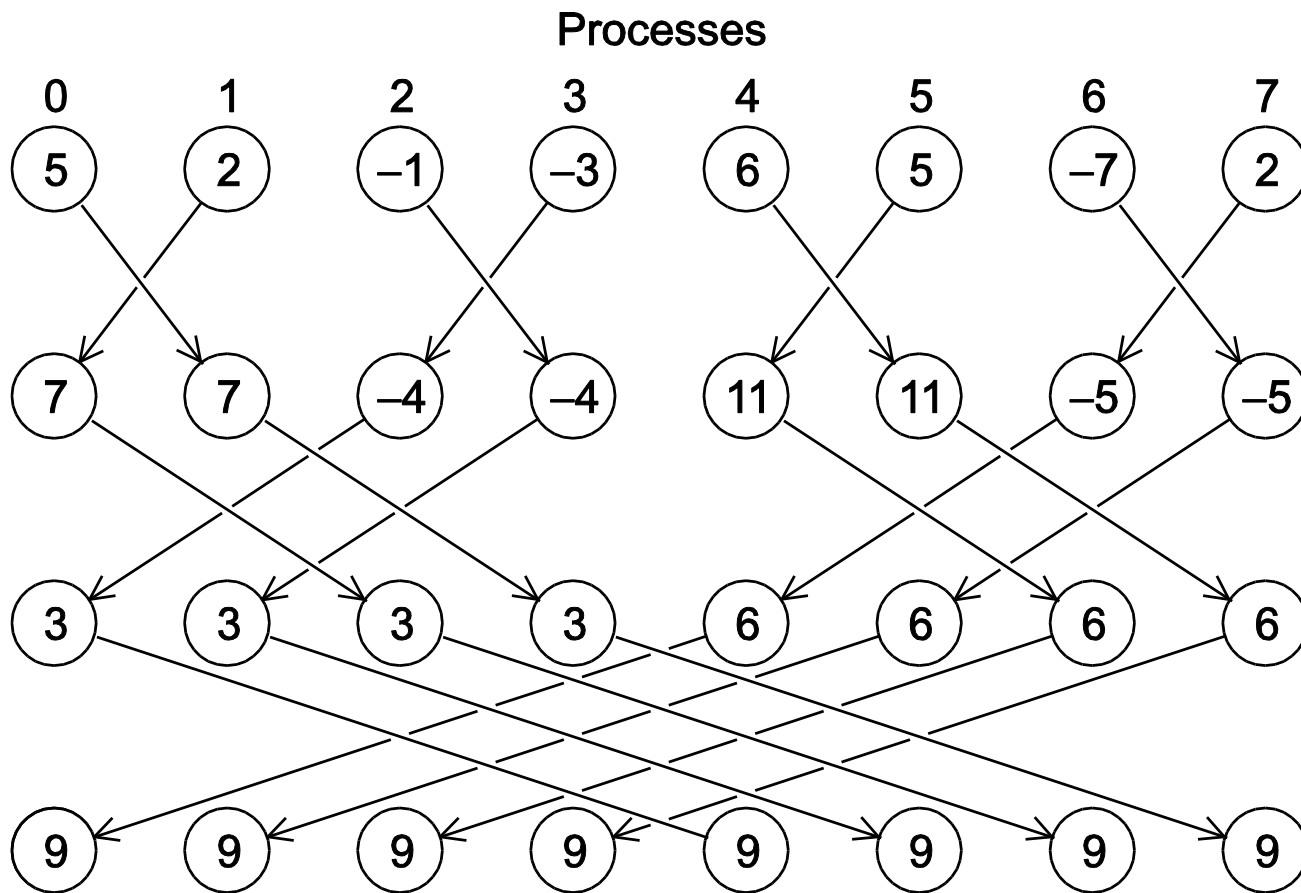 Processes
0 1 2 3 4 5 6 7
5 2 –1 –3 6 5 –7 2
7 7 –4 –4 11 11 –5 –5
3 3 3 3 6 6 6 6
9 9 9 9 9 9 9 9